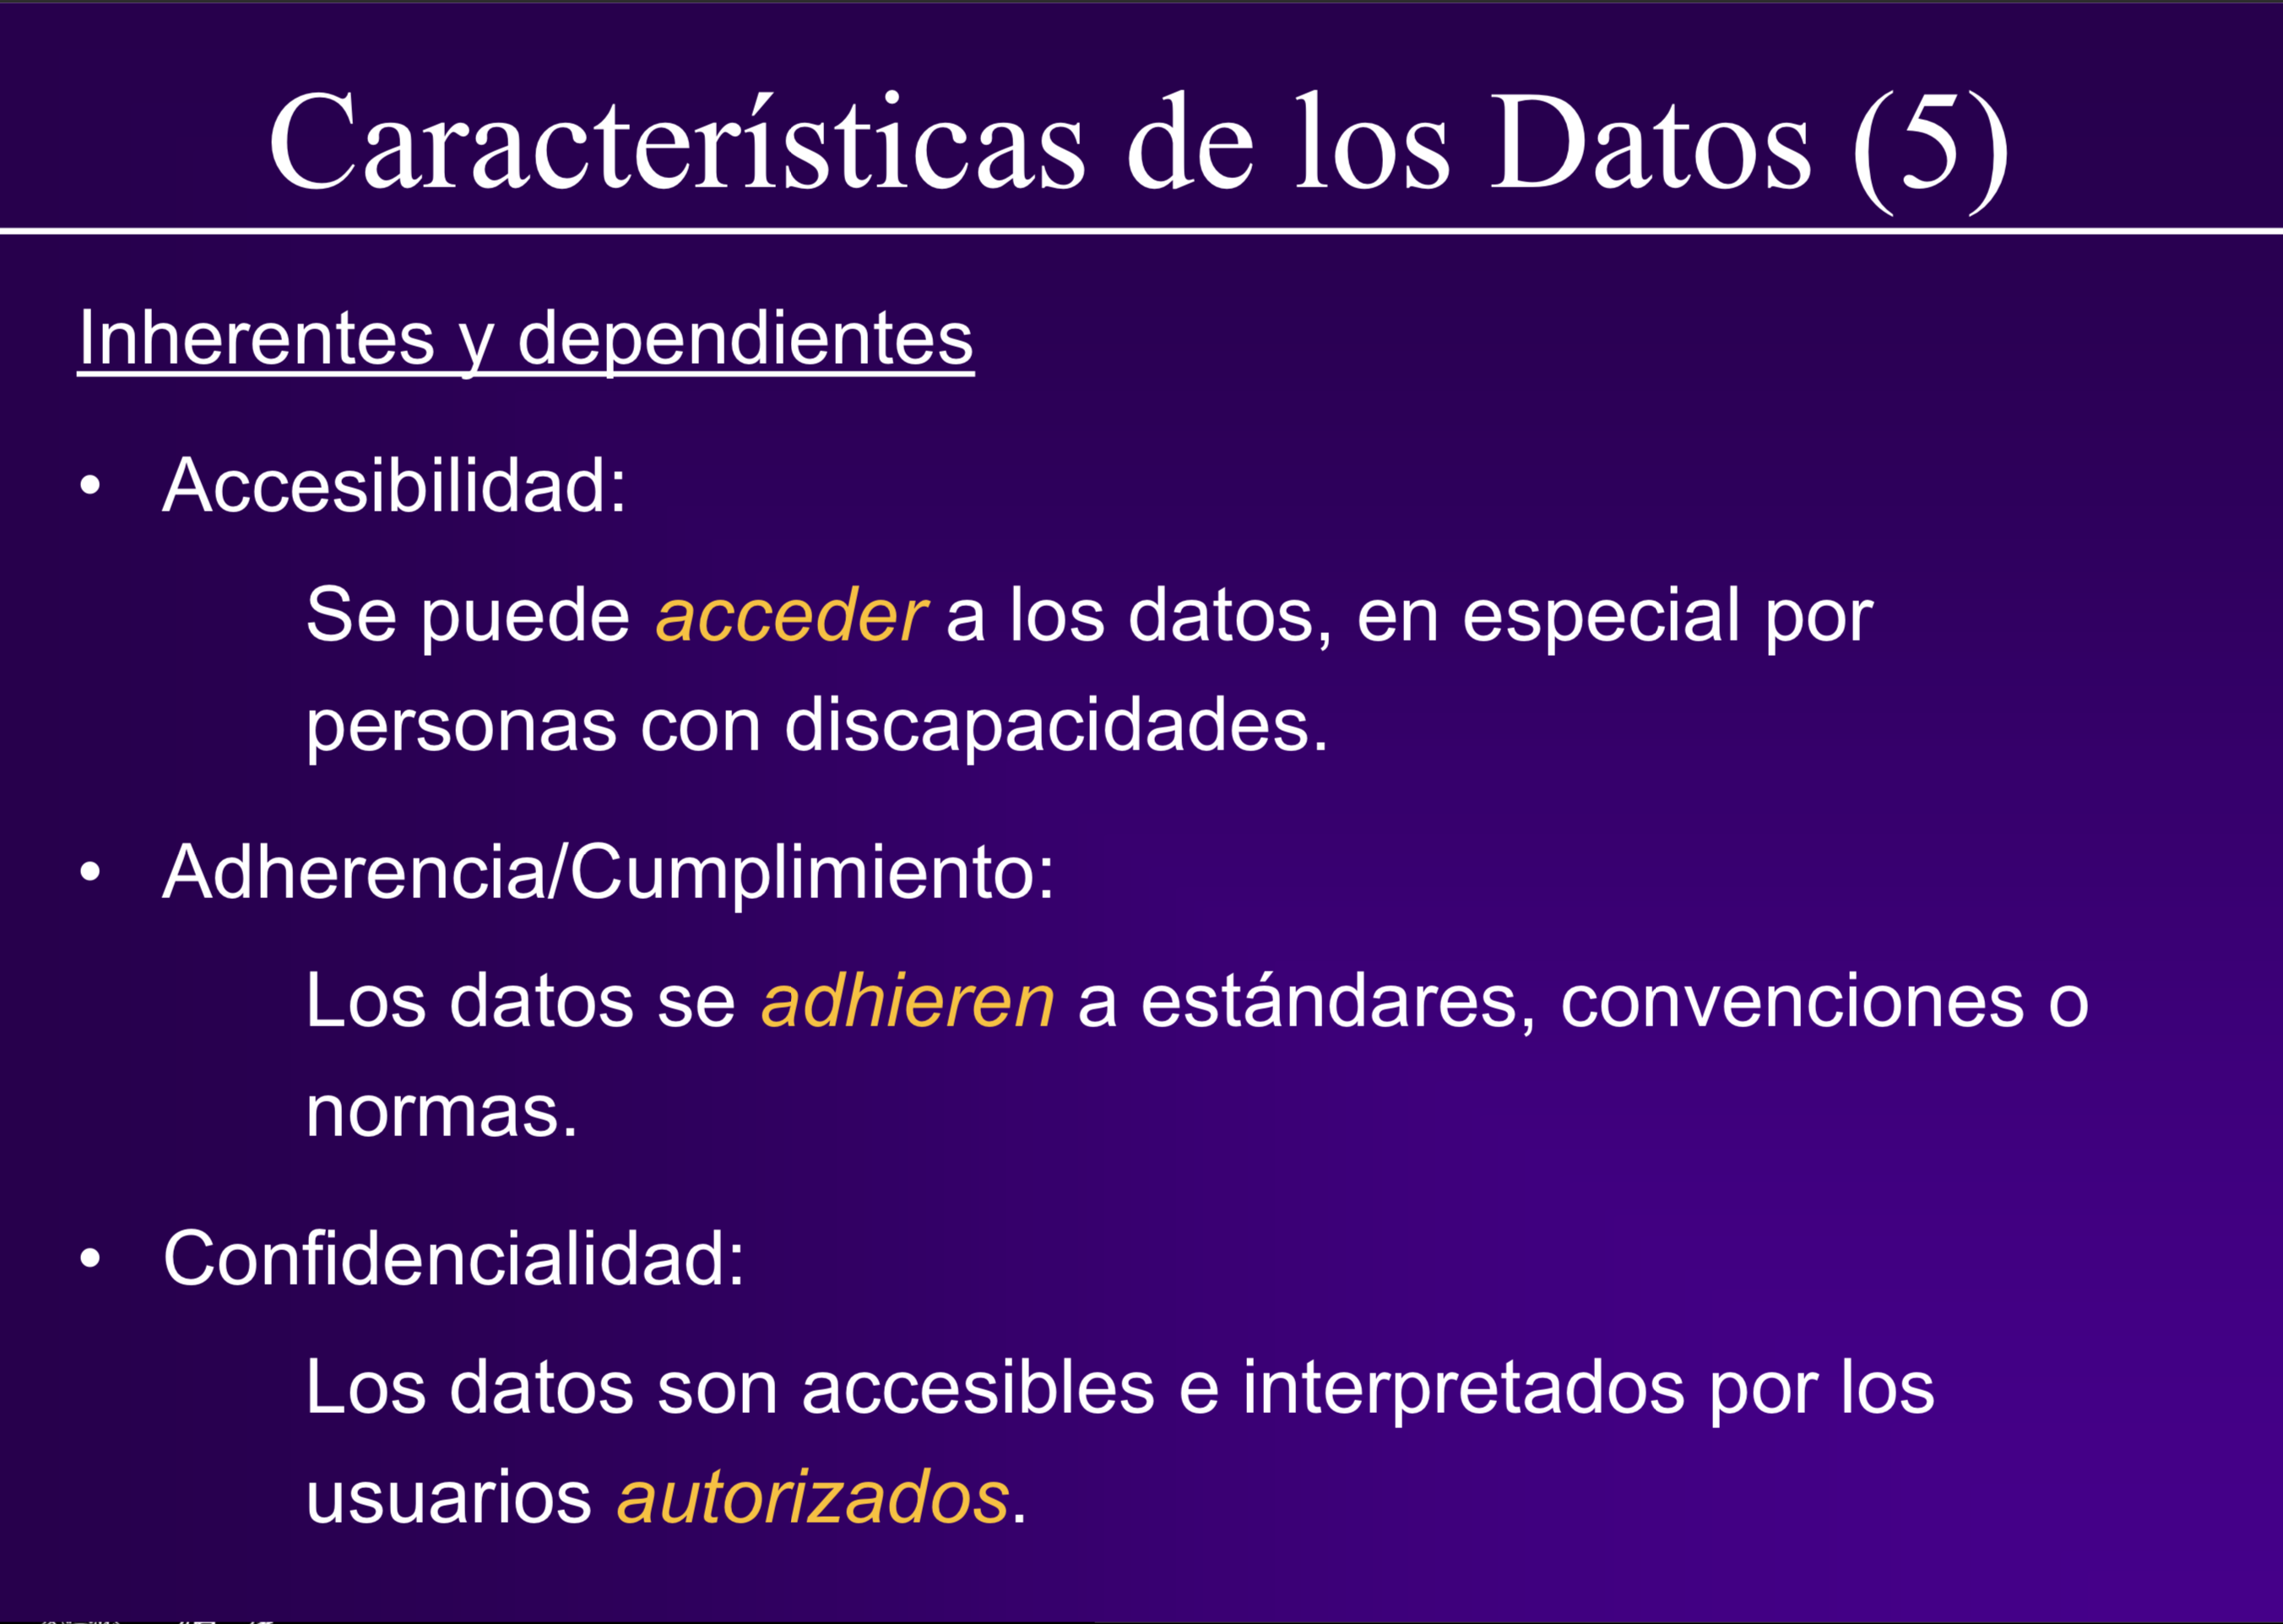 Características de los Datos (5)
Inherentes y dependientes
• Accesibilidad:
Se puede acceder a los datos, en especial por
personas con discapacidades.
• Adherencia/Cumplimiento:
Los datos se adhieren a estándares, convenciones o
normas.
• Confidencialidad:
Los datos son accesibles e interpretados por los
usuarios autorizados.